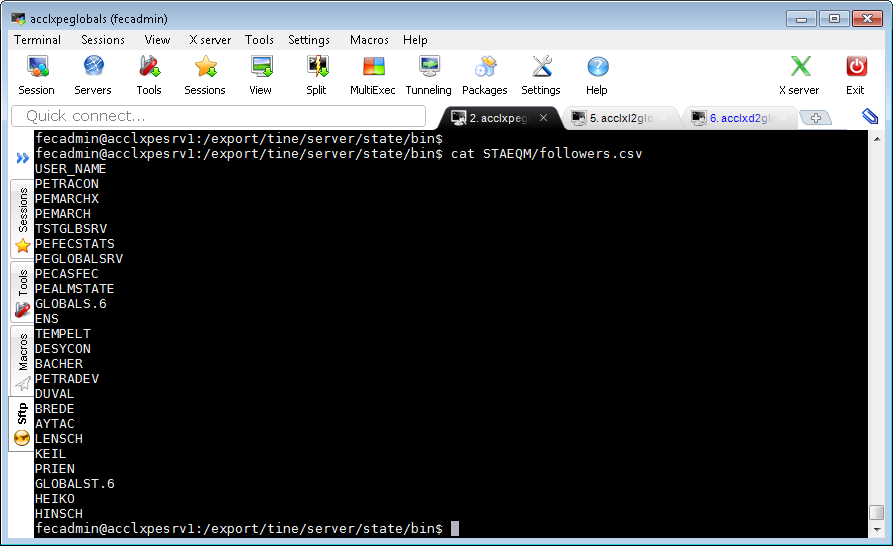 acclxpeglobals (fecadmin)
Terminal Sessions View X server Tools Settings Macros Help
Session Servers Tools Sessions View Split MultiExec Tunneling Packages Settings Help X server Exit
Quick connect... 2. acclxpeg 5. acclxl2glo 6. acclxd2glo
Sessions
Tools
Macros
Sftp
fecadmin@acclxpesrv1:/export/tine/server/state/bin$
fecadmin@acclxpesrv1:/export/tine/server/state/bin$ cat STAEQM/followers.csv
USER_NAME
PETRACON
PEMARCHX
PEMARCH
TSTGLBSRV
PEFECSTATS
PEGLOBALSRV
PECASFEC
PEALMSTATE
GLOBALS.6
ENS
TEMPELT
DESYCON
BACHER
PETRADEV
DUVAL
BREDE
AYTAC
LENSCH
KEIL
PRIEN
GLOBALST.6
HEIKO
HINSCH
fecadmin@acclxpesrv1:/export/tine/server/state/bin$